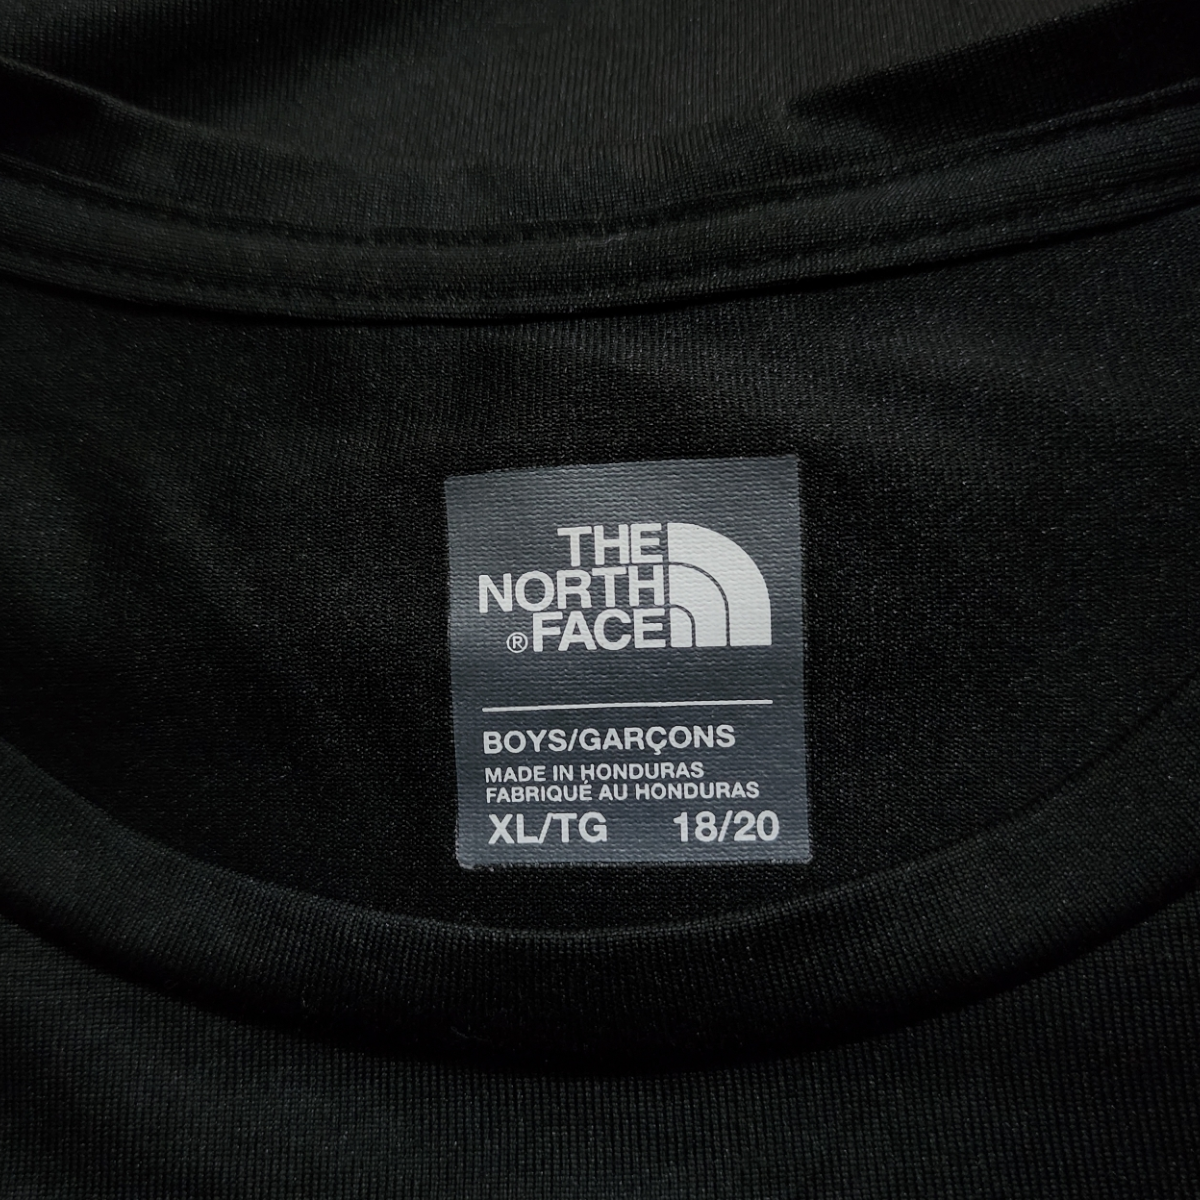 THE
NORTH
®FACE
BOYS/GARÇONS
MADE IN HONDURAS
FABRIQUÉ AU HONDURAS
XL/TG 18/20